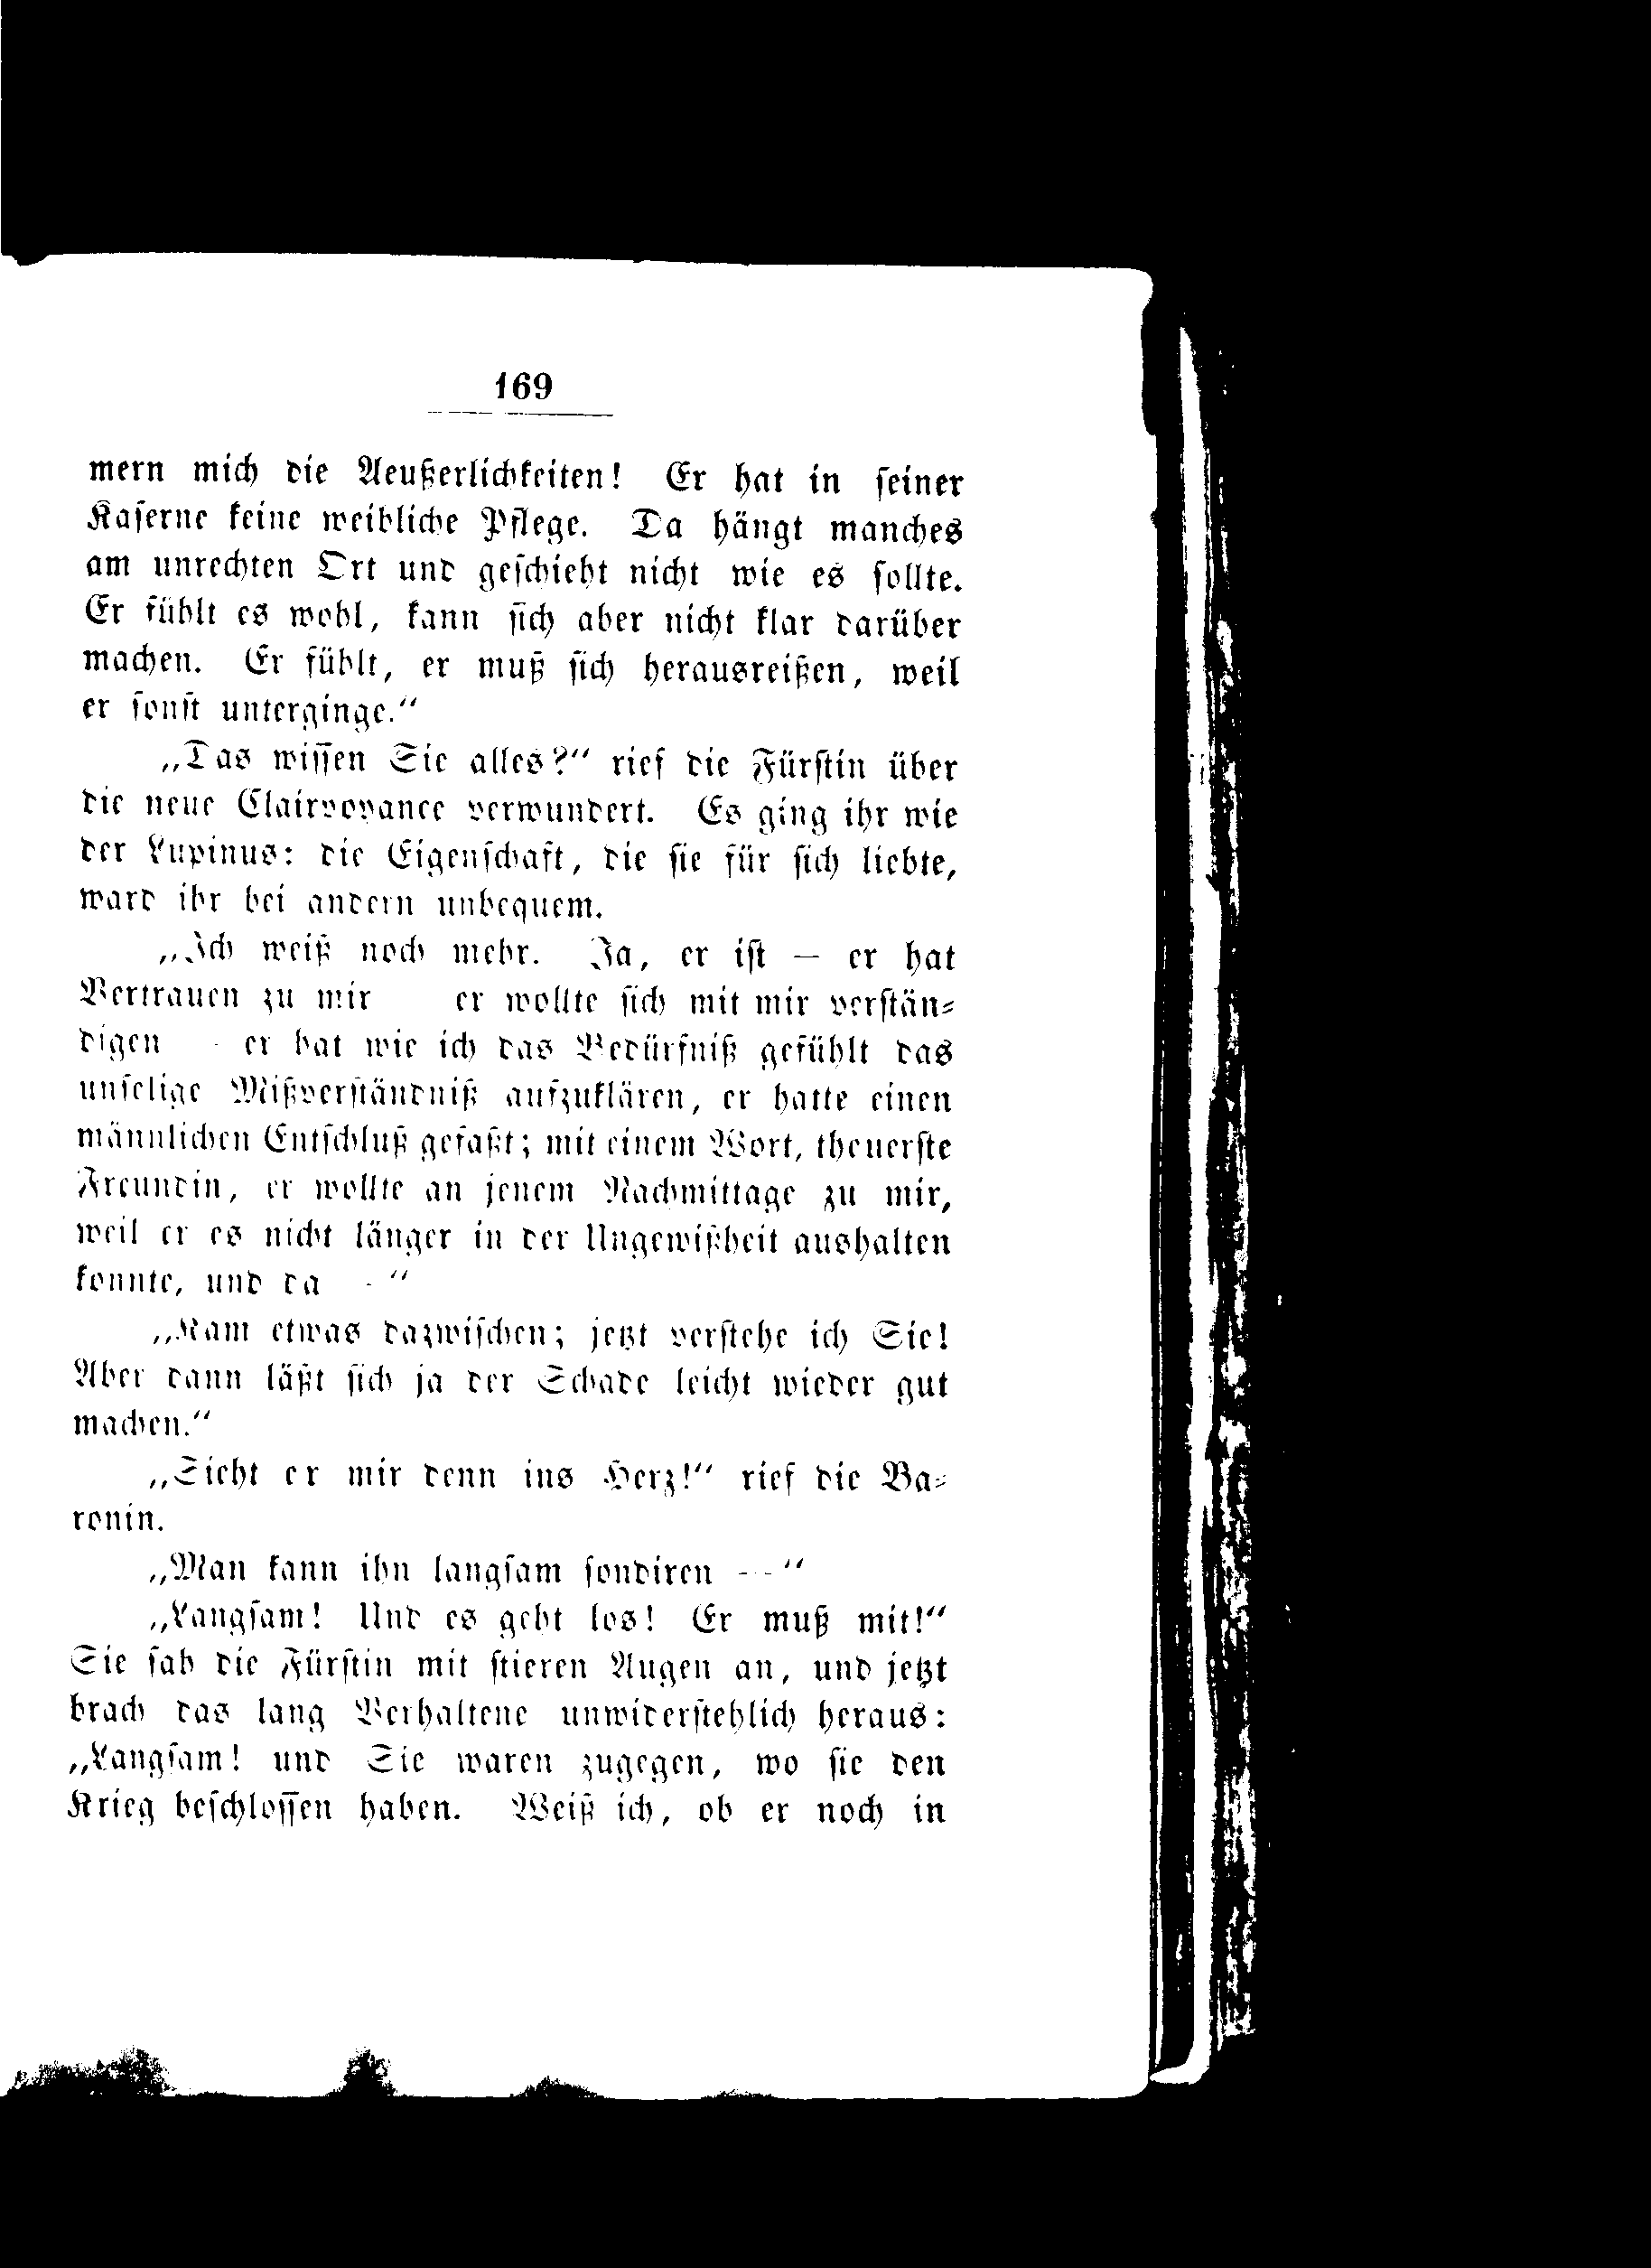 169
mern mich die Aeußerlichkeiten! Er hat in ſeiner
Kaſerne keine weibliche Pflege. Da hängt manches
am unrechten Ort und geſchieht nicht wie es ſollte.
Er fühlt es wohl, kann ſich aber nicht klar darüber
machen. Er fühlt, er muß ſich herausreißen, weil
er ſonſt unterginge.“
„Das wiſſen Sie alles?“ rief die Fürſtin über
die neue Clairvoyance verwundert. Es ging ihr wie
der Lupinus: die Eigenſchaft, die ſie für ſich liebte,
ward ihr bei andern unbequem.
„Ich weiß noch mehr. Ja, er iſt — er hat
Vertrauen zu mir er wollte ſich mit mir verſtän⸗
digen - er hat wie ich das Bedürfniß gefühlt das
unſelige Mißverſtändniß aufzuklären, er hatte einen
männlichen Entſchluß gefaßt; mit einem Wort, theuerſte
Freundin, er wollte an jenem Nachmittage zu mir,
weil er es nicht länger in der Ungewißheit aushalten
konnte, und da -“
„Kam etwas dazwiſchen; jetzt verſtehe ich Sie!
Aber dann läßt ſich ja der Schade leicht wieder gut
machen.“
„Sieht er mir denn ins Herz!“ rief die Ba⸗
ronin.
„Man kann ihn langſam ſondiren —“
„Langſam! Und es geht los! Er muß mit!“
Sie ſah die Fürſtin mit ſtieren Augen an, und jetzt
brach das lang Verhaltene unwiderſtehlich heraus:
„Langſam! und Sie waren zugegen, wo ſie den
Krieg beſchloſſen haben. Weiß ich, ob er noch in